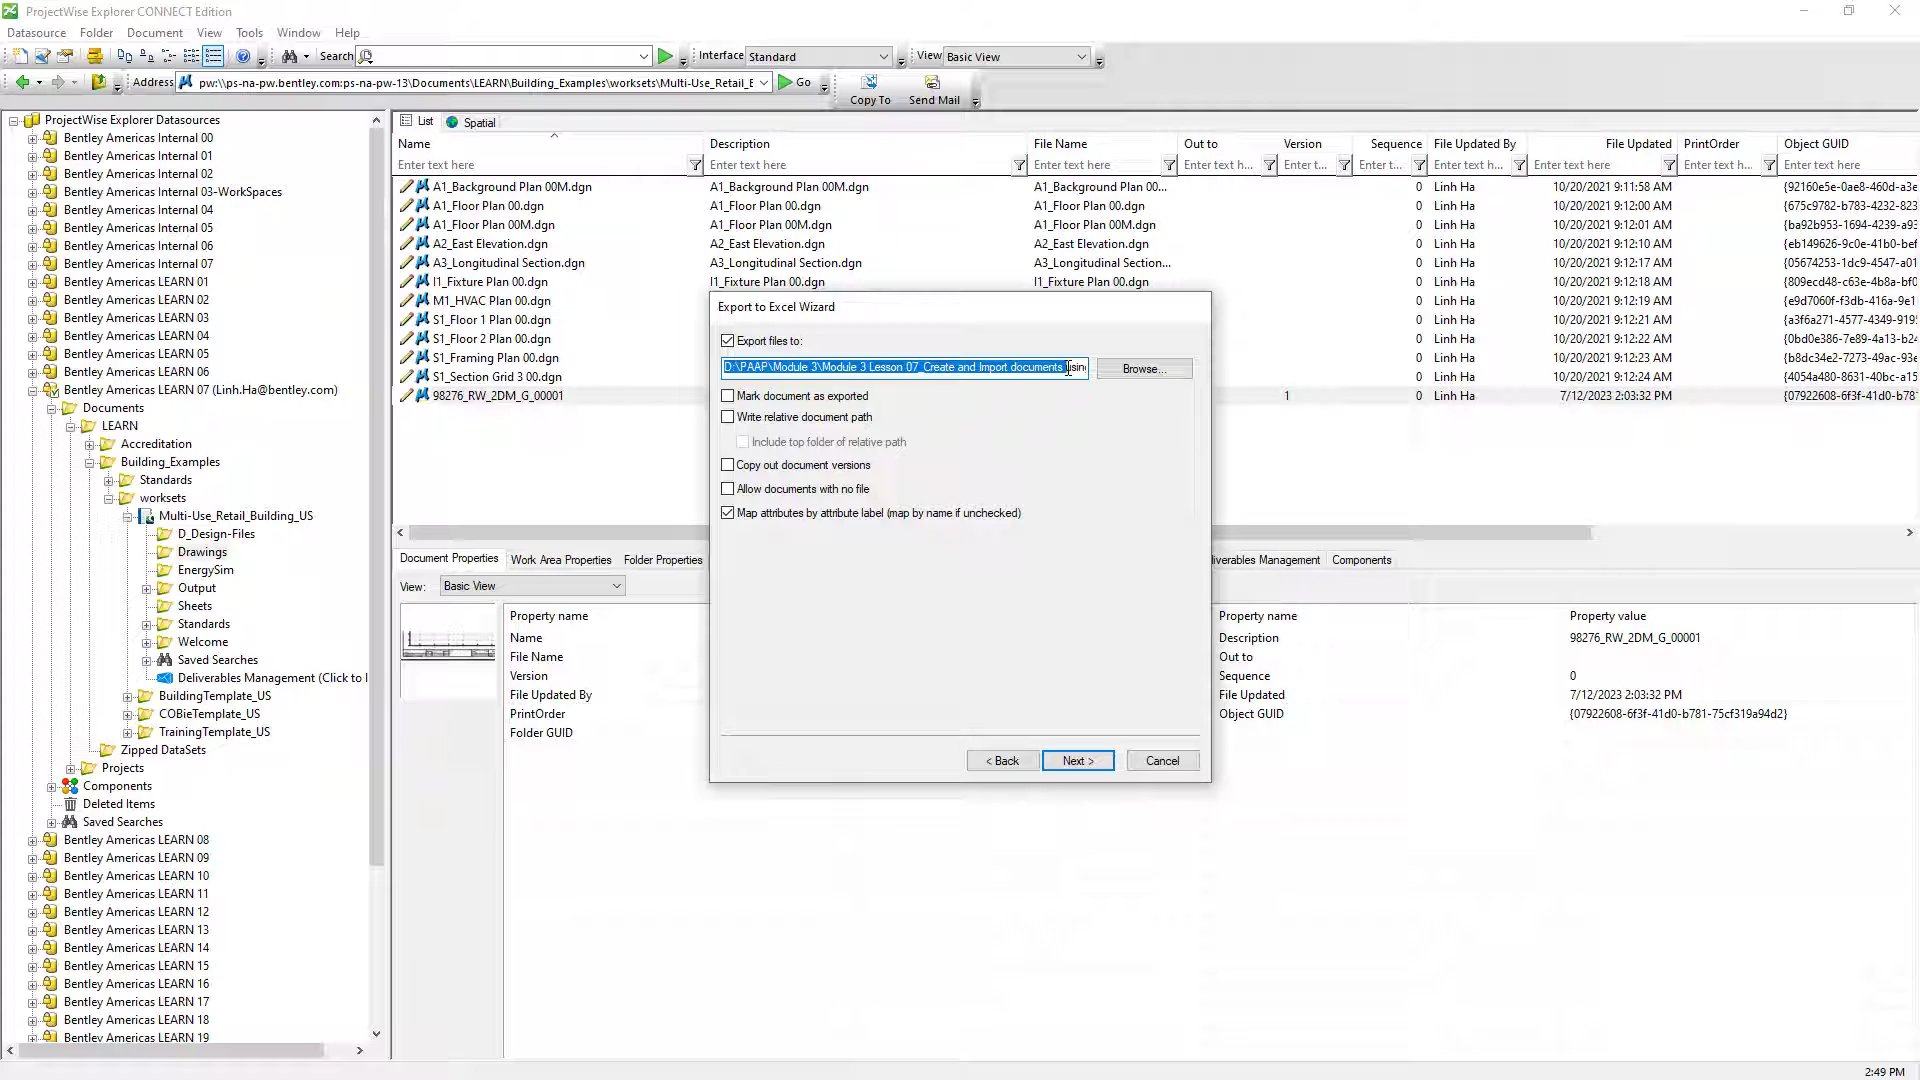 ProjectWise Explorer CONNECT Edition
Datasource Folder Document View Tools Window Help
Search Interface Standard View Basic View
Address pw:\\ps-na-pw.bentley.com:ps-na-pw-13\Documents\LEARN\Building_Examples\worksets\Multi-Use_Retail_E Go Copy To Send Mail
ProjectWise Explorer Datasources
Bentley Americas Internal 00
Bentley Americas Internal 01
Bentley Americas Internal 02
Bentley Americas Internal 03-WorkSpaces
Bentley Americas Internal 04
Bentley Americas Internal 05
Bentley Americas Internal 06
Bentley Americas Internal 07
Bentley Americas LEARN 01
Bentley Americas LEARN 02
Bentley Americas LEARN 03
Bentley Americas LEARN 04
Bentley Americas LEARN 05
Bentley Americas LEARN 06
Bentley Americas LEARN 07 (Linh.Ha@bentley.com)
Documents
LEARN
Accreditation
Building_Examples
Standards
worksets
Multi-Use_Retail_Building_US
D_Design-Files
Drawings
EnergySim
Output
Sheets
Standards
Welcome
Saved Searches
Deliverables Management (Click to l
BuildingTemplate_US
COBieTemplate_US
TrainingTemplate_US
Zipped DataSets
Projects
Components
Deleted Items
Saved Searches
Bentley Americas LEARN 08
Bentley Americas LEARN 09
Bentley Americas LEARN 10
Bentley Americas LEARN 11
Bentley Americas LEARN 12
Bentley Americas LEARN 13
Bentley Americas LEARN 14
Bentley Americas LEARN 15
Bentley Americas LEARN 16
Bentley Americas LEARN 17
Bentley Americas LEARN 18
Bentley Americas LEARN 19
List Spatial
Name Description File Name Out to Version Sequence File Updated By File Updated PrintOrder Object GUID
Enter text here Enter text here Enter text here Enter text h... Enter t... Enter t... Enter text h... Enter text here Enter text h... Enter text here
A1_Background Plan 00M.dgn A1_Background Plan 00M.dgn A1_Background Plan 00... 0 Linh Ha 10/20/2021 9:11:58 AM {92160e5e-0ae8-460d-a3e
A1_Floor Plan 00.dgn A1_Floor Plan 00.dgn A1_Floor Plan 00.dgn 0 Linh Ha 10/20/2021 9:12:00 AM {675c9782-b783-4232-823
A1_Floor Plan 00M.dgn A1_Floor Plan 00M.dgn A1_Floor Plan 00M.dgn 0 Linh Ha 10/20/2021 9:12:01 AM {ba92b953-1694-4239-a93
A2_East Elevation.dgn A2_East Elevation.dgn A2_East Elevation.dgn 0 Linh Ha 10/20/2021 9:12:10 AM {eb149626-9c0e-41b0-bef
A3_Longitudinal Section.dgn A3_Longitudinal Section.dgn A3_Longitudinal Section... 0 Linh Ha 10/20/2021 9:12:17 AM {05674253-1dc9-4547-a01
I1_Fixture Plan 00.dgn I1_Fixture Plan 00.dgn I1_Fixture Plan 00.dgn 0 Linh Ha 10/20/2021 9:12:18 AM {809ecd48-c63e-4b8a-bf1
M1_HVAC Plan 00.dgn 0 Linh Ha 10/20/2021 9:12:19 AM {e9d7060f-f3db-416a-9e1
S1_Floor 1 Plan 00.dgn 0 Linh Ha 10/20/2021 9:12:21 AM {a3f6a271-4577-4349-919
S1_Floor 2 Plan 00.dgn 0 Linh Ha 10/20/2021 9:12:22 AM {0bd0e386-7e89-4a2f-be3
S1_Framing Plan 00.dgn 0 Linh Ha 10/20/2021 9:12:23 AM {b8dc34e2-7273-49ac-93e
S1_Section Grid 3 00.dgn 0 Linh Ha 10/20/2021 9:12:24 AM {4054a480-8631-40bc-a15
98276_RW_2DM_G_00001 1 0 Linh Ha 7/12/2023 2:03:32 PM {07922608-6f3f-41d0-b78
Export to Excel Wizard
Export files to:
D:\PAAP\Module 3\Module 3 Lesson 07_Create and Import documents usin Browse...
Mark document as exported
Write relative document path
Include top folder of relative path
Copy out document versions
Allow documents with no file
Map attributes by attribute label (map by name if unchecked)
< Back Next > Cancel
Document Properties Work Area Properties Folder Properties liverables Management Components
View: Basic View
Property name Property name Property value
Name Description 98276_RW_2DM_G_00001
File Name Out to
Version Sequence 0
File Updated By File Updated 7/12/2023 2:03:32 PM
PrintOrder Object GUID {07922608-6f3f-41d0-b781-75cf319a94d2}
Folder GUID
2:49 PM